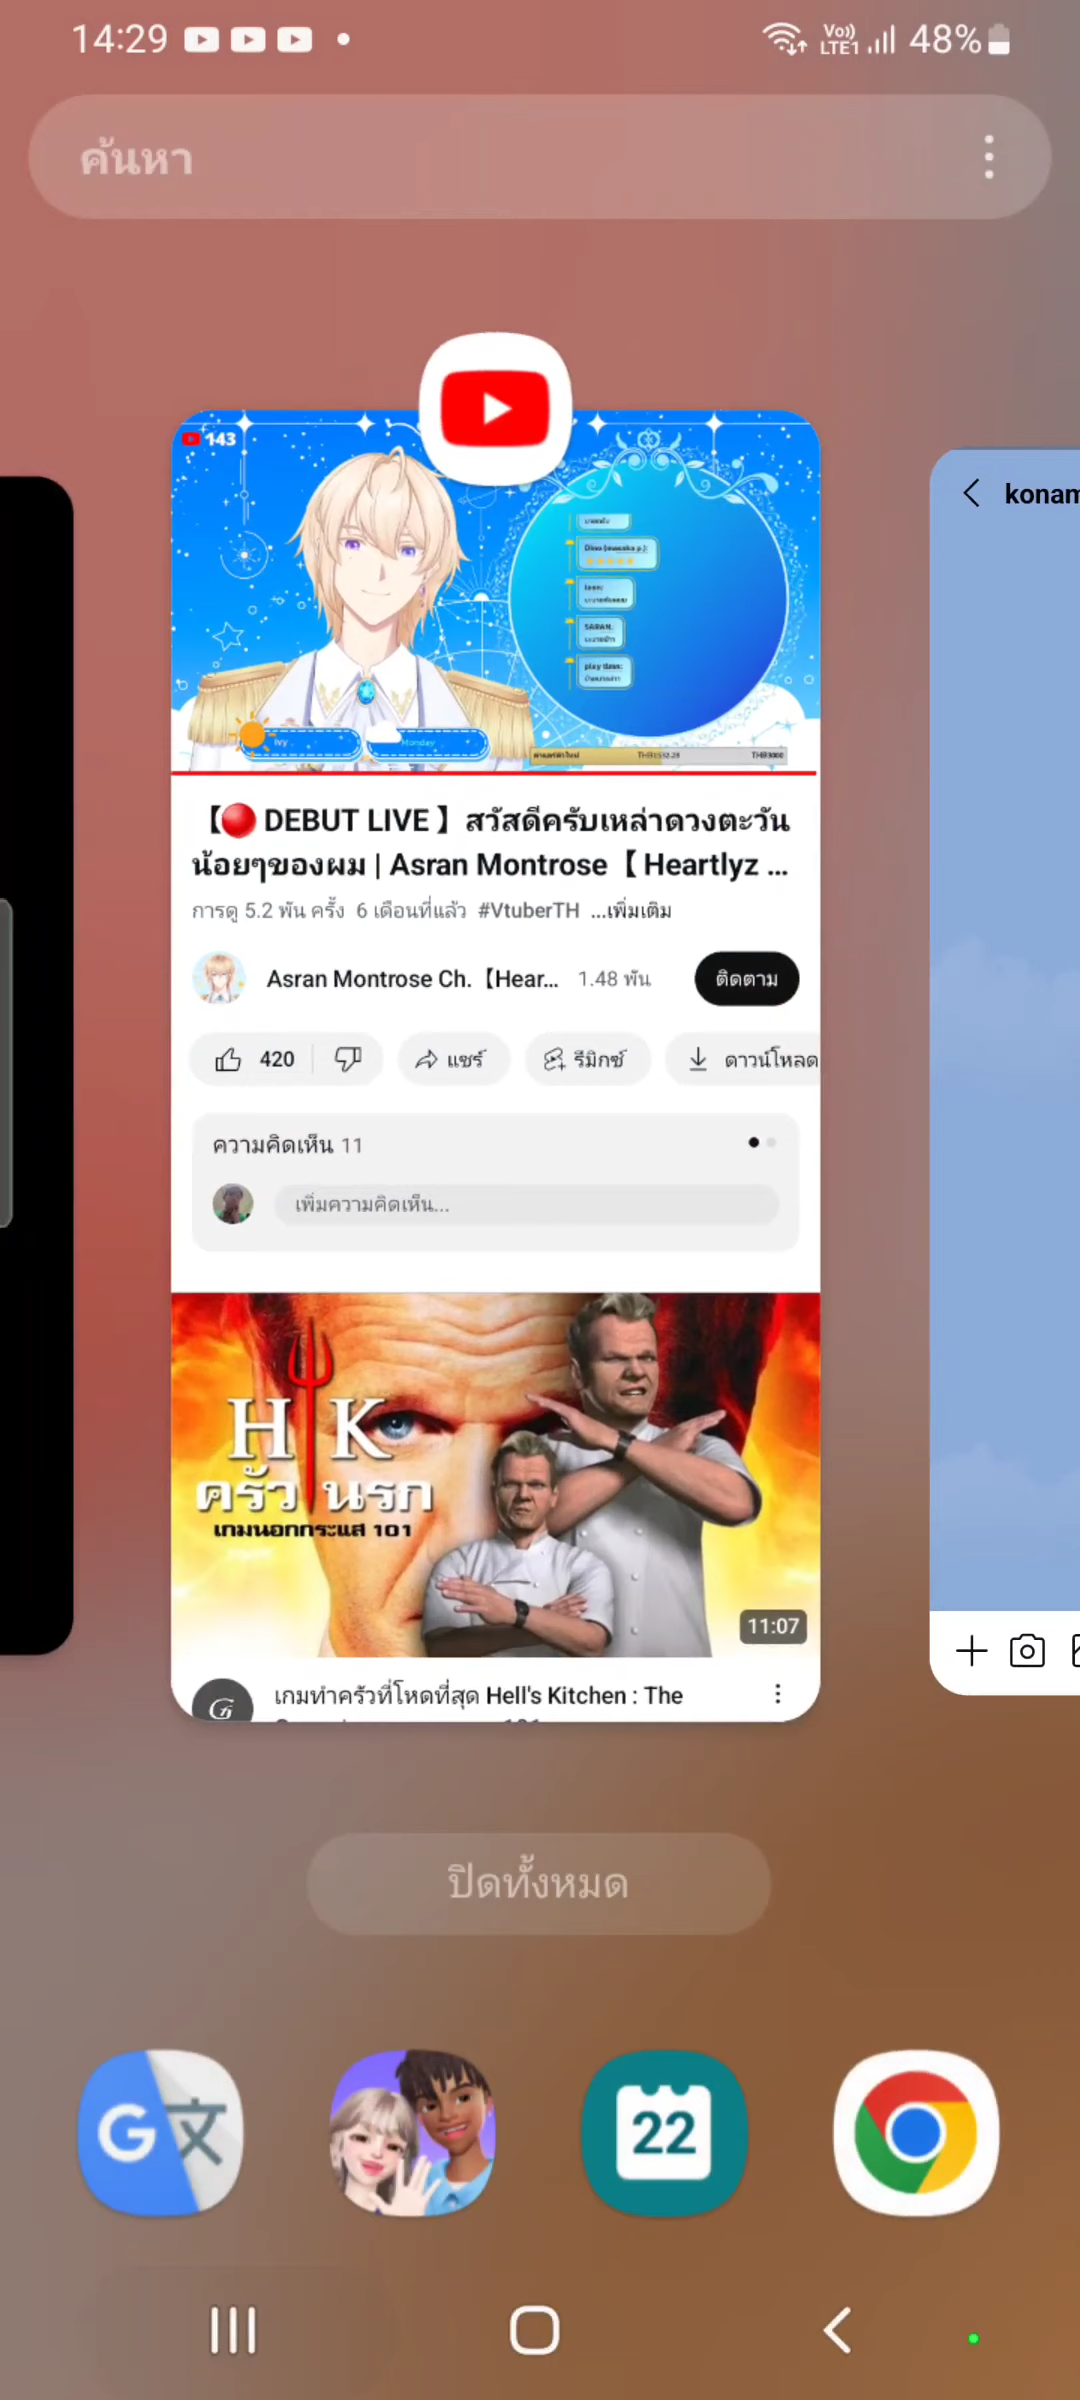 14:29
Vo)) LTE1 48%
ค้นหา
143
konam
Ivy
Monday
【🔴 DEBUT LIVE】 สวัสดีครับเหล่าดวงตะวัน
น้อยๆของผม | Asran Montrose【 Heartlyz ...
การดู 5.2 พัน ครั้ง 6 เดือนที่แล้ว #VtuberTH ...เพิ่มเติม
Asran Montrose Ch.【Hear... 1.48 พัน ติดตาม
420 แชร์ รีมิกซ์ ดาวน์โหลด
ความคิดเห็น 11
เพิ่มความคิดเห็น...
H K
ครัวนรก
เกมนอกกระแส 101
11:07
เกมทำครัวที่โหดที่สุด Hell's Kitchen : The
ปิดทั้งหมด
G 文
22